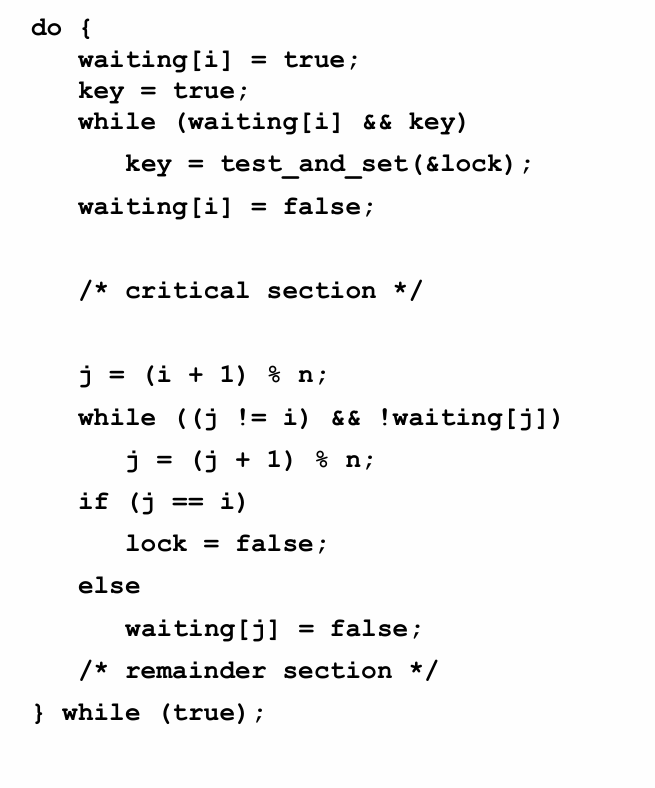 do {
waiting[i] = true;
key = true;
while (waiting[i] && key)
key = test_and_set(&lock);
waiting[i] = false;
/* critical section */
j = (i + 1) % n;
while ((j != i) && !waiting[j])
j = (j + 1) % n;
if (j == i)
lock = false;
else
waiting[j] = false;
/* remainder section */
} while (true);